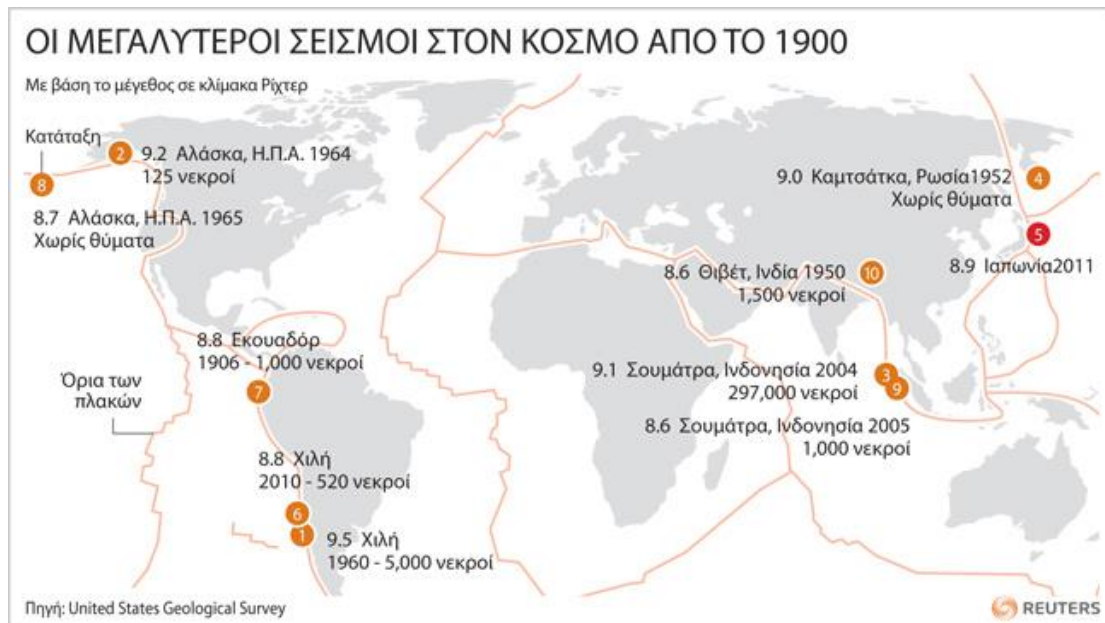 ΟΙ ΜΕΓΑΛΥΤΕΡΟΙ ΣΕΙΣΜΟΙ ΣΤΟΝ ΚΟΣΜΟ ΑΠΟ ΤΟ 1900
Με βάση το μέγεθος σε κλίμακα Ρίχτερ
Κατάταξη
2
9.2 Αλάσκα, Η.Π.Α. 1964
125 νεκροί
8
8.7 Αλάσκα, Η.Π.Α. 1965
Χωρίς θύματα
9.0 Καμτσάτκα, Ρωσία1952
Χωρίς θύματα
4
5
8.9 Ιαπωνία2011
8.6 Θιβέτ, Ινδία 1950
1,500 νεκροί
10
8.8 Εκουαδόρ
1906 - 1,000 νεκροί
7
9.1 Σουμάτρα, Ινδονησία 2004
297,000 νεκροί
3
9
8.6 Σουμάτρα, Ινδονησία 2005
1,000 νεκροί
Όρια των
πλακών
8.8 Χιλή
2010 - 520 νεκροί
6
1
9.5 Χιλή
1960 - 5,000 νεκροί
Πηγή: United States Geological Survey
REUTERS